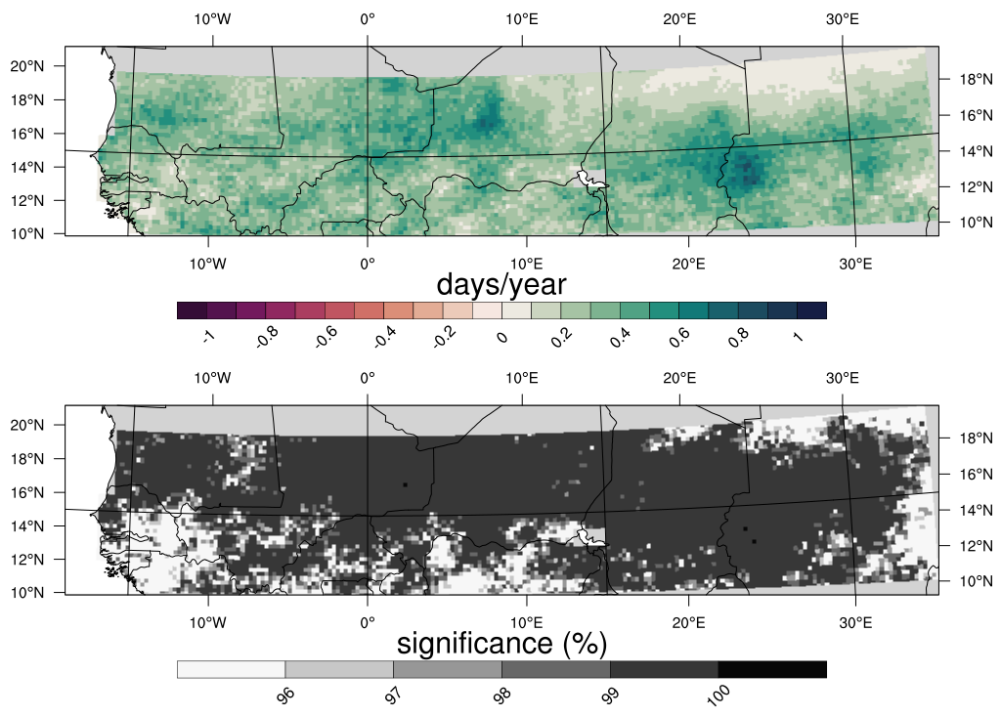 10°W 0° 10°E 20°E 30°E
20°N 18°N
18°N 16°N
16°N 14°N
14°N 12°N
12°N 10°N
10°N
10°W 0° 10°E 20°E 30°E
days/year
-1 -0.8 -0.6 -0.4 -0.2 0 0.2 0.4 0.6 0.8 1
10°W 0° 10°E 20°E 30°E
20°N 18°N
18°N 16°N
16°N 14°N
14°N 12°N
12°N 10°N
10°N
10°W 0° 10°E 20°E 30°E
significance (%)
96 97 98 99 100